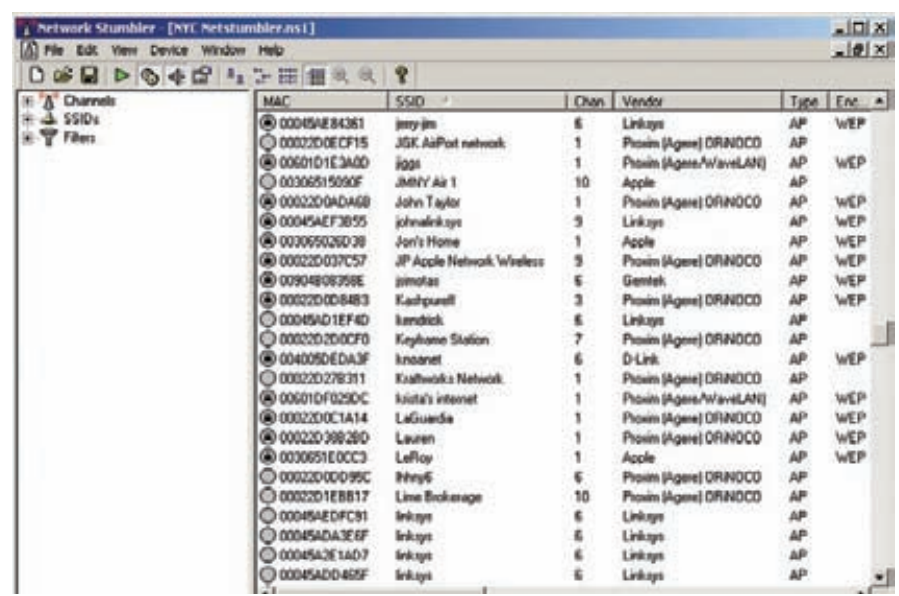 Network Stumbler - [NYC Netstumbler.ns1]
File Edit View Device Window Help
Channels
SSIDs
Filters
MAC SSID Chan Vendor Type Enc...
00045AE84361 jerry-jim 6 Linksys AP WEP
00022D0ECF15 JGK AirPort network 1 Proxim (Agere) ORiNOCO AP
00601D1E3A0D jiggs 1 Proxim (Agere/WaveLAN) AP WEP
00306515090F JMNY Air 1 10 Apple AP
00022D0ADA6B John Taylor 1 Proxim (Agere) ORiNOCO AP WEP
00045AEF3B55 johnalinksys 9 Linksys AP WEP
003065026D38 Jon's Home 1 Apple AP WEP
00022D037C57 JP Apple Network Wireless 9 Proxim (Agere) ORiNOCO AP WEP
00904B08358E 6 Gemtek AP WEP
00022D0D84B3 Kashpurell 3 Proxim (Agere) ORiNOCO AP WEP
00045AD1EF4D kendrick 6 Linksys AP
00022D2D0CF0 Keyframe Station 7 Proxim (Agere) ORiNOCO AP
004005DEDA3F knoanet 6 D-Link AP WEP
00022D27B311 Kraftworks Network 1 Proxim (Agere) ORiNOCO AP
00601DF029DC krista's internet 1 Proxim (Agere/WaveLAN) AP WEP
00022D0C1A14 LaGuardia 1 Proxim (Agere) ORiNOCO AP WEP
00022D38B2BD Lauren 1 Proxim (Agere) ORiNOCO AP WEP
0030651E0CC3 LeRoy 1 Apple AP WEP
00022D0DD95C lhhny6 6 Proxim (Agere) ORiNOCO AP
00022D1EBB17 Lime Brokerage 10 Proxim (Agere) ORiNOCO AP
00045AEDFC91 linksys 6 Linksys AP
00045ADA3E6F linksys 6 Linksys AP
00045A2E1AD7 linksys 6 Linksys AP
00045ADD465F linksys 6 Linksys AP